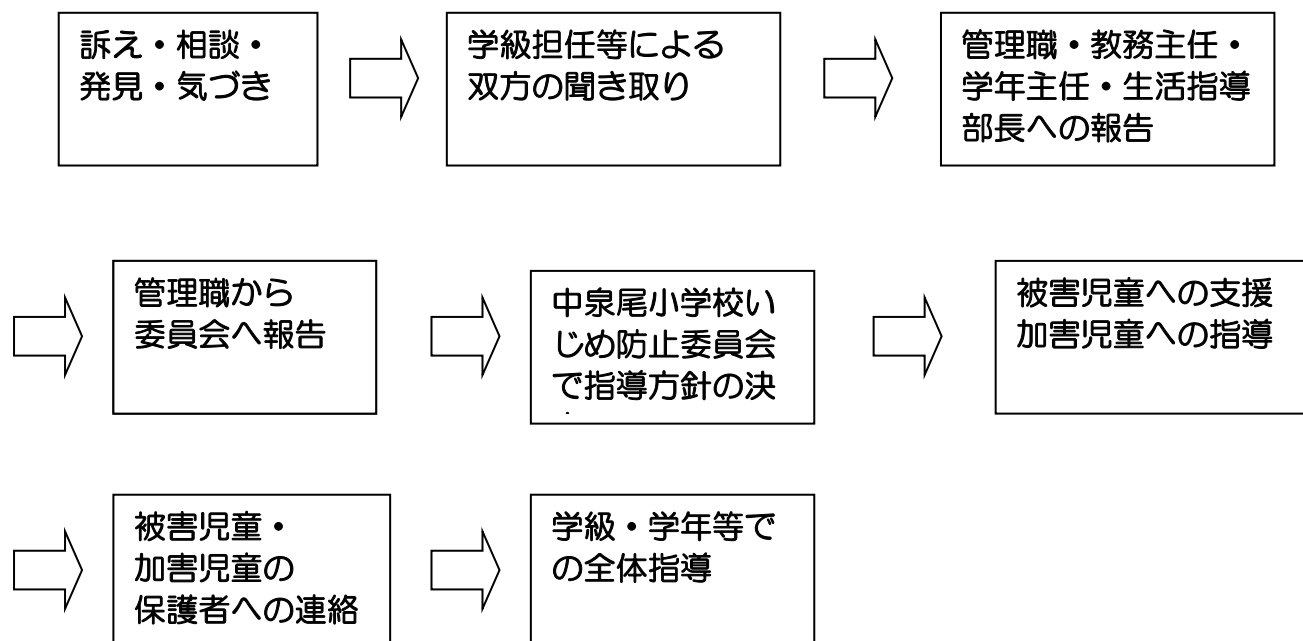 訴え・相談・
発見・気づき
学級担任等による
双方の聞き取り
管理職・教務主任・
学年主任・生活指導
部長への報告
管理職から
委員会へ報告
中泉尾小学校い
じめ防止委員会
で指導方針の決
被害児童への支援
加害児童への指導
被害児童・
加害児童の
保護者への連絡
学級・学年等で
の全体指導